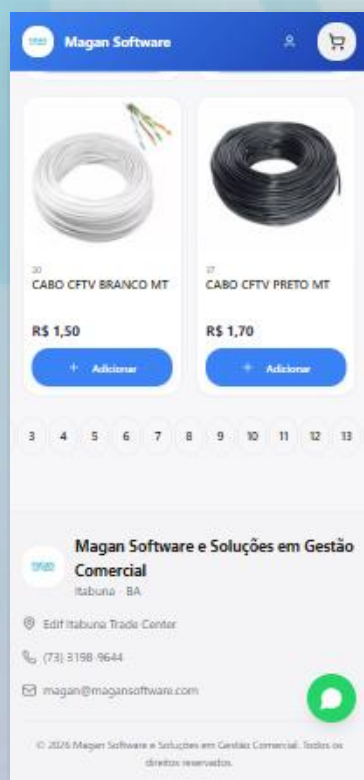 Magan Software
30
CABO CFTV BRANCO MT
R$ 1,50
+ Adicionar
37
CABO CFTV PRETO MT
R$ 1,70
+ Adicionar
3 4 5 6 7 8 9 10 11 12 13
Magan Software e Soluções em Gestão
Comercial
Itabuna - BA
Edif Itabuna Trade Center
(73) 3198-9644
magan@magansoftware.com
© 2026 Magan Software e Soluções em Gestão Comercial. Todos os
direitos reservados.